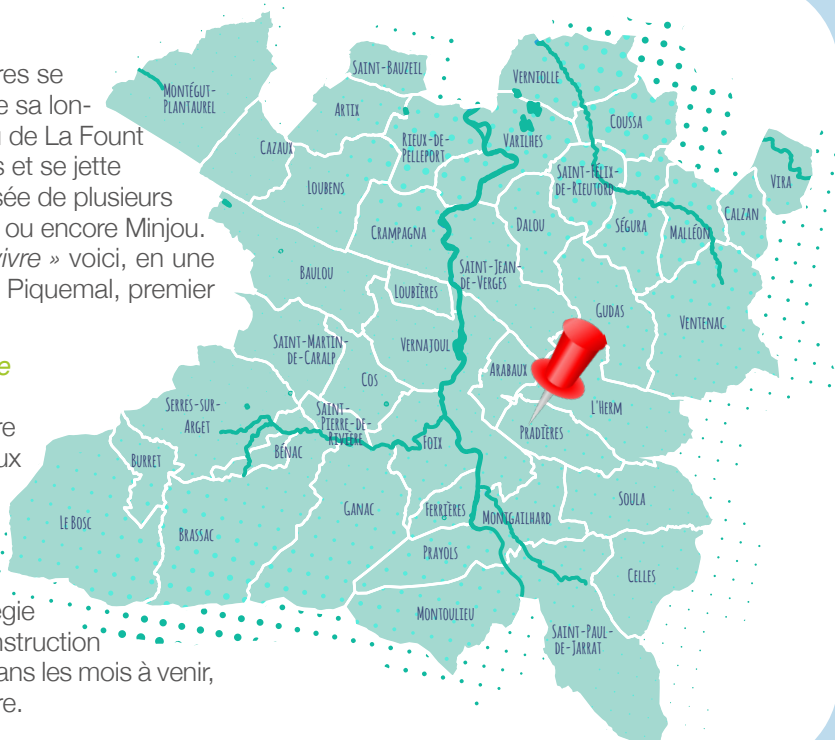 res se
e sa lon-
u de La Fount
s et se jette
sée de plusieurs
ou encore Minjou.
vivre » voici, en une
Piquemal, premier
e
re
ux
égie
nstruction
ans les mois à venir,
re.
MONTÉGUT-
PLANTAUREL
SAINT-BAUZEIL
VERNIOLLE
ARTIX
COUSSA
RIEUX-DE-
PELLEPORT
VARILHES
CAZAUX
SAINT-FÉLIX-
DE-RIEUTORD
VIRA
LOUBENS
CALZAN
CRAMPAGNA
DALOU
SÉGURA
MALLÉON
SAINT-JEAN-
DE-VERGES
BAULOU
LOUBIÈRES
GUDAS
VENTENAC
SAINT-MARTIN-
DE-CARALP
VERNAJOUL
ARABAUX
COS
SERRES-SUR-
ARGET
SAINT-
PIERRE-DE-
RIVIÈRE
L'HERM
PRADIÈRES
FOIX
BÉNAC
BURRET
SOULA
LE BOSC
BRASSAC
GANAC
FERRIÈRES
MONTGAILHARD
PRAYOLS
CELLES
MONTOULIEU
SAINT-PAUL-
DE-JARRAT